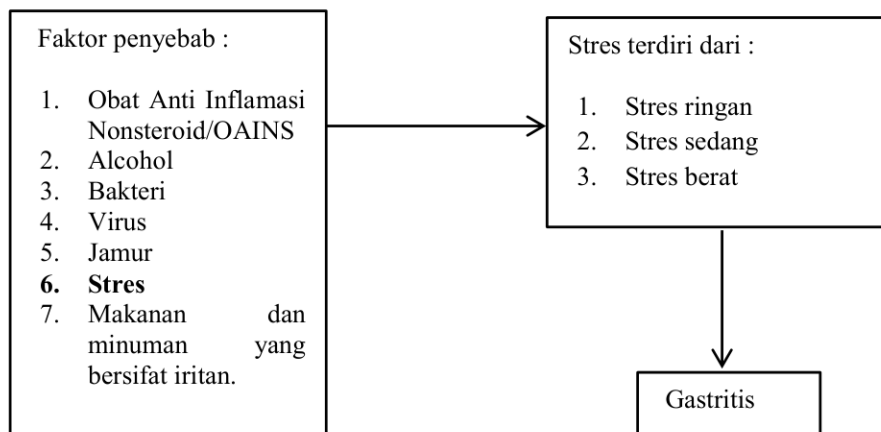 Faktor penyebab :
1. Obat Anti Inflamasi
Nonsteroid/OAINS
2. Alcohol
3. Bakteri
4. Virus
5. Jamur
6. Stres
7. Makanan dan
minuman yang
bersifat iritan.
Stres terdiri dari :
1. Stres ringan
2. Stres sedang
3. Stres berat
Gastritis